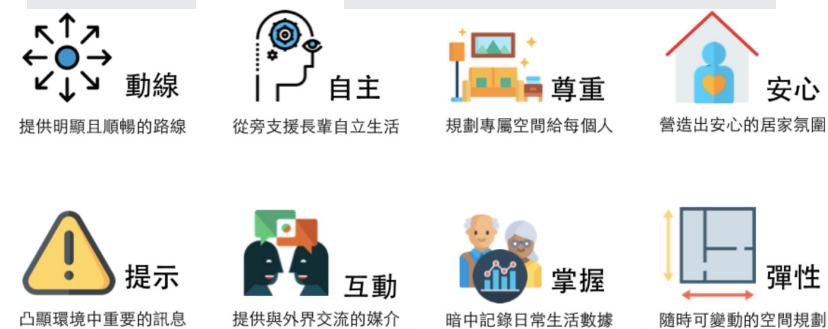 動線
提供明顯且順暢的路線
自主
從旁支援長輩自立生活
尊重
規劃專屬空間給每個人
安心
營造出安心的居家氛圍
提示
凸顯環境中重要的訊息
互動
提供與外界交流的媒介
掌握
暗中記錄日常生活數據
彈性
隨時可變動的空間規劃